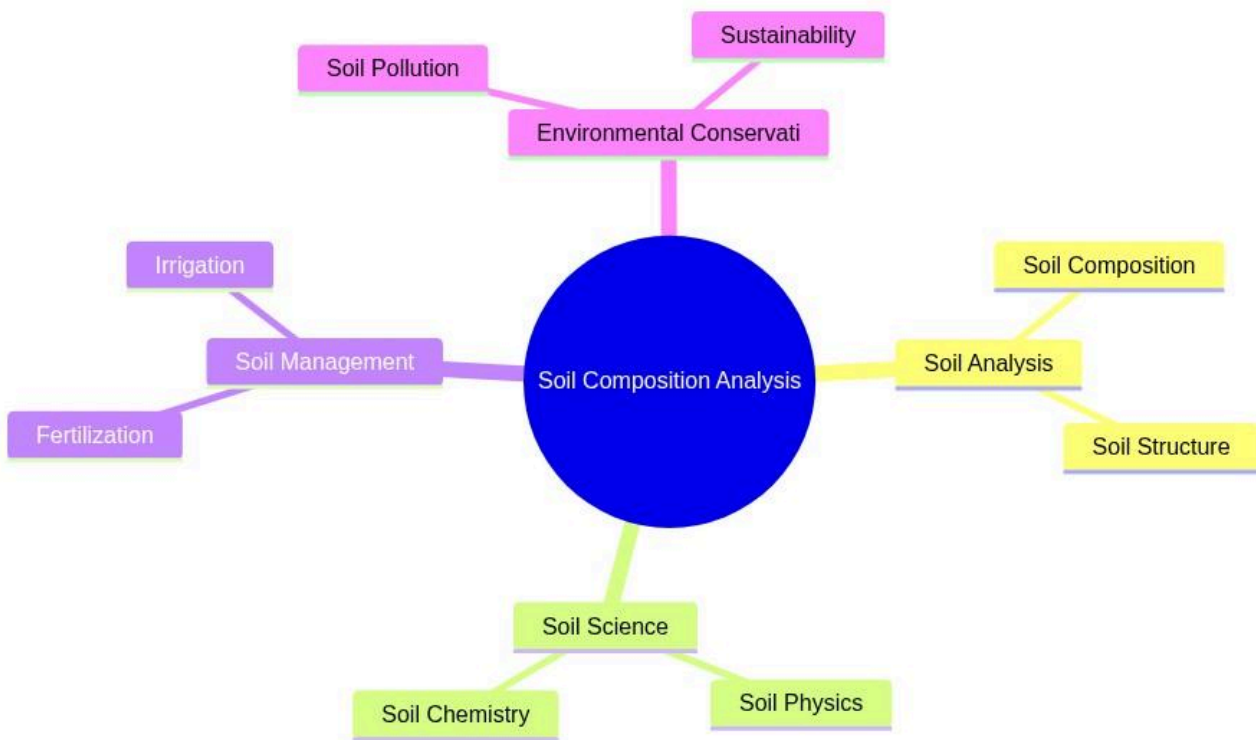 Sustainability
Soil Pollution
Environmental Conservati
Irrigation
Soil Composition
Soil Management
Soil Analysis
Soil Composition Analysis
Fertilization
Soil Structure
Soil Science
Soil Chemistry
Soil Physics